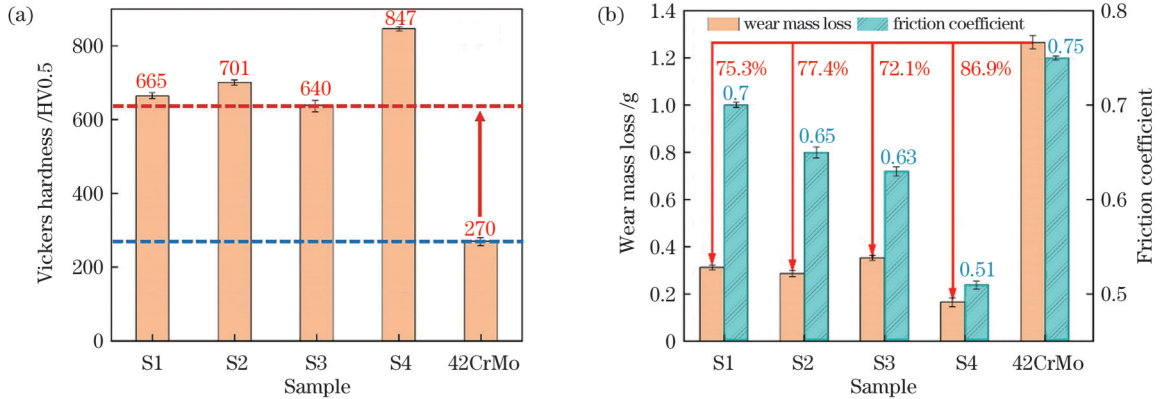 (a)
Vickers hardness /HV0.5
800
600
400
200
0
665
701
640
847
270
S1 S2 S3 S4 42CrMo
Sample
(b)
Wear mass loss /g
1.4
1.2
1.0
0.8
0.6
0.4
0.2
0
wear mass loss friction coefficient
75.3% 77.4% 72.1% 86.9%
0.7
0.65
0.63
0.51
0.75
0.8
0.7
0.6
0.5
Friction coefficient
S1 S2 S3 S4 42CrMo
Sample